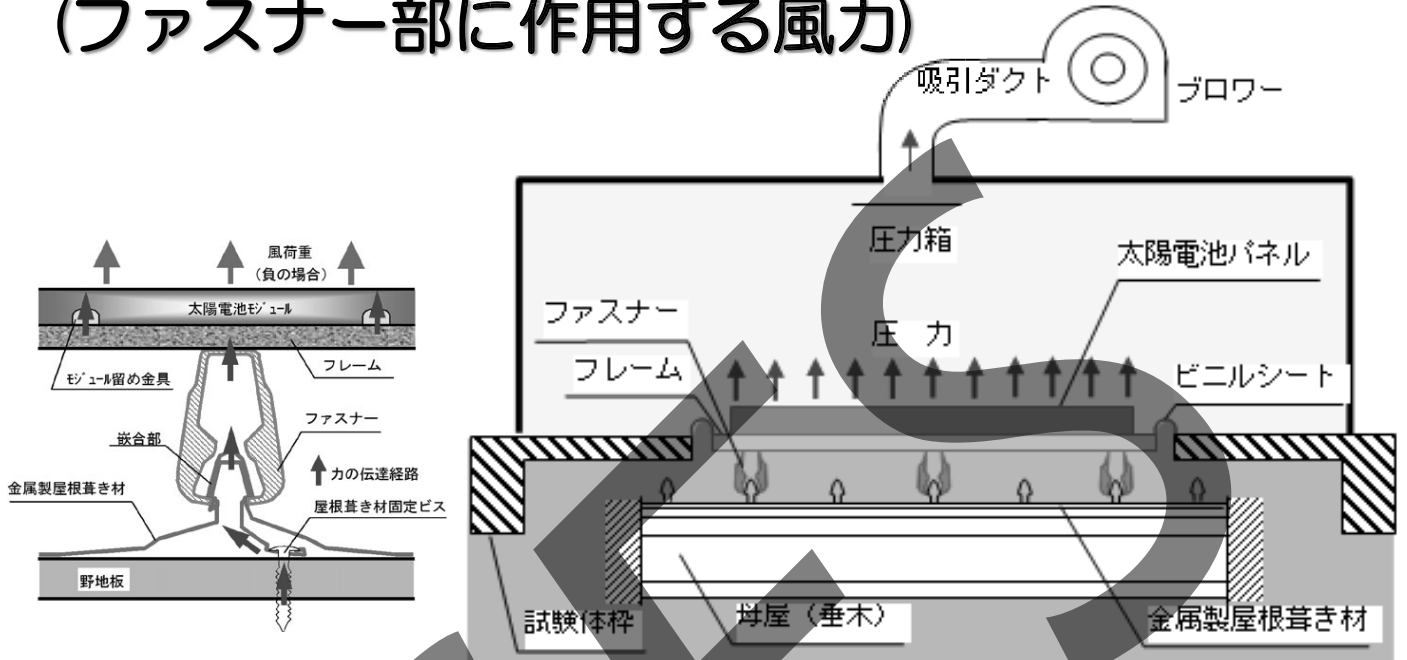 (ファスナー部に作用する風力)
風荷重
(負の場合)
太陽電池ﾓｼﾞｭｰﾙ
フレーム
ﾓｼﾞｭｰﾙ留め金具
ファスナー
嵌合部
力の伝達経路
金属製屋根葺き材
屋根葺き材固定ビス
野地板
吸引ダクト
ブロワー
圧力箱
太陽電池パネル
ファスナー
圧 力
フレーム
ビニルシート
試験体枠
母屋（垂木）
金属製屋根葺き材